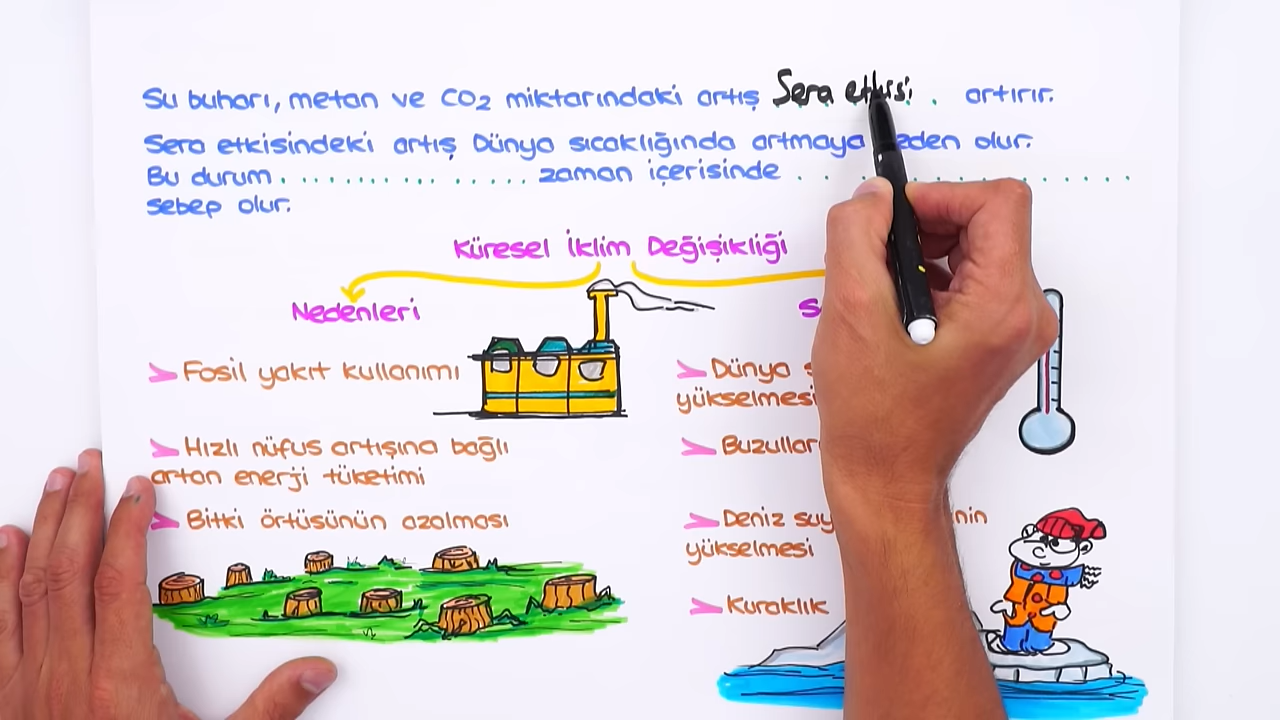 Su buharı, metan ve CO2 miktarındaki artış Sera etkisi artırır.
Sera etkisindeki artış Dünya sıcaklığında artmaya neden olur.
Bu durum . . . . . . . . . . . . . . . . zaman içerisinde . . . . . . . . . . . . . . . . . . . .
sebep olur.
Küresel İklim Değişikliği
Nedenleri
Fosil yakıt kullanımı
Hızlı nüfus artışına bağlı
artan enerji tüketimi
Bitki örtüsünün azalması
Dünya
yükselmesi
Deniz
yükselmesi
Kuraklık